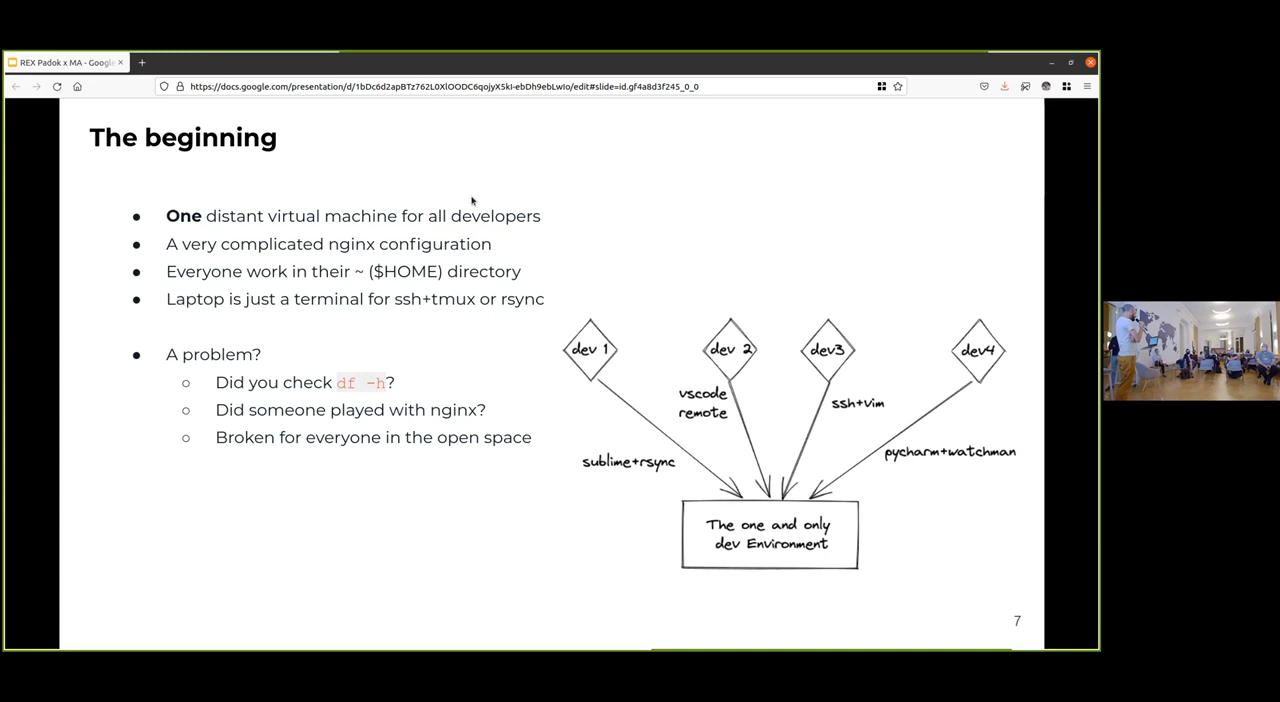 REX Padok x MA - Google
https://docs.google.com/presentation/d/1bDc6d2apBTz762L0XlOODC6qojyX5kI-ebDh9ebLwIo/edit#slide=id.gf4a8d3f245_0_0
The beginning
● One distant virtual machine for all developers
● A very complicated nginx configuration
● Everyone work in their ~ ($HOME) directory
● Laptop is just a terminal for ssh+tmux or rsync
● A problem?
○ Did you check df -h?
○ Did someone played with nginx?
○ Broken for everyone in the open space
dev 1
dev 2
dev3
dev4
vscode
remote
ssh+vim
sublime+rsync
pycharm+watchman
The one and only
dev Environment
7